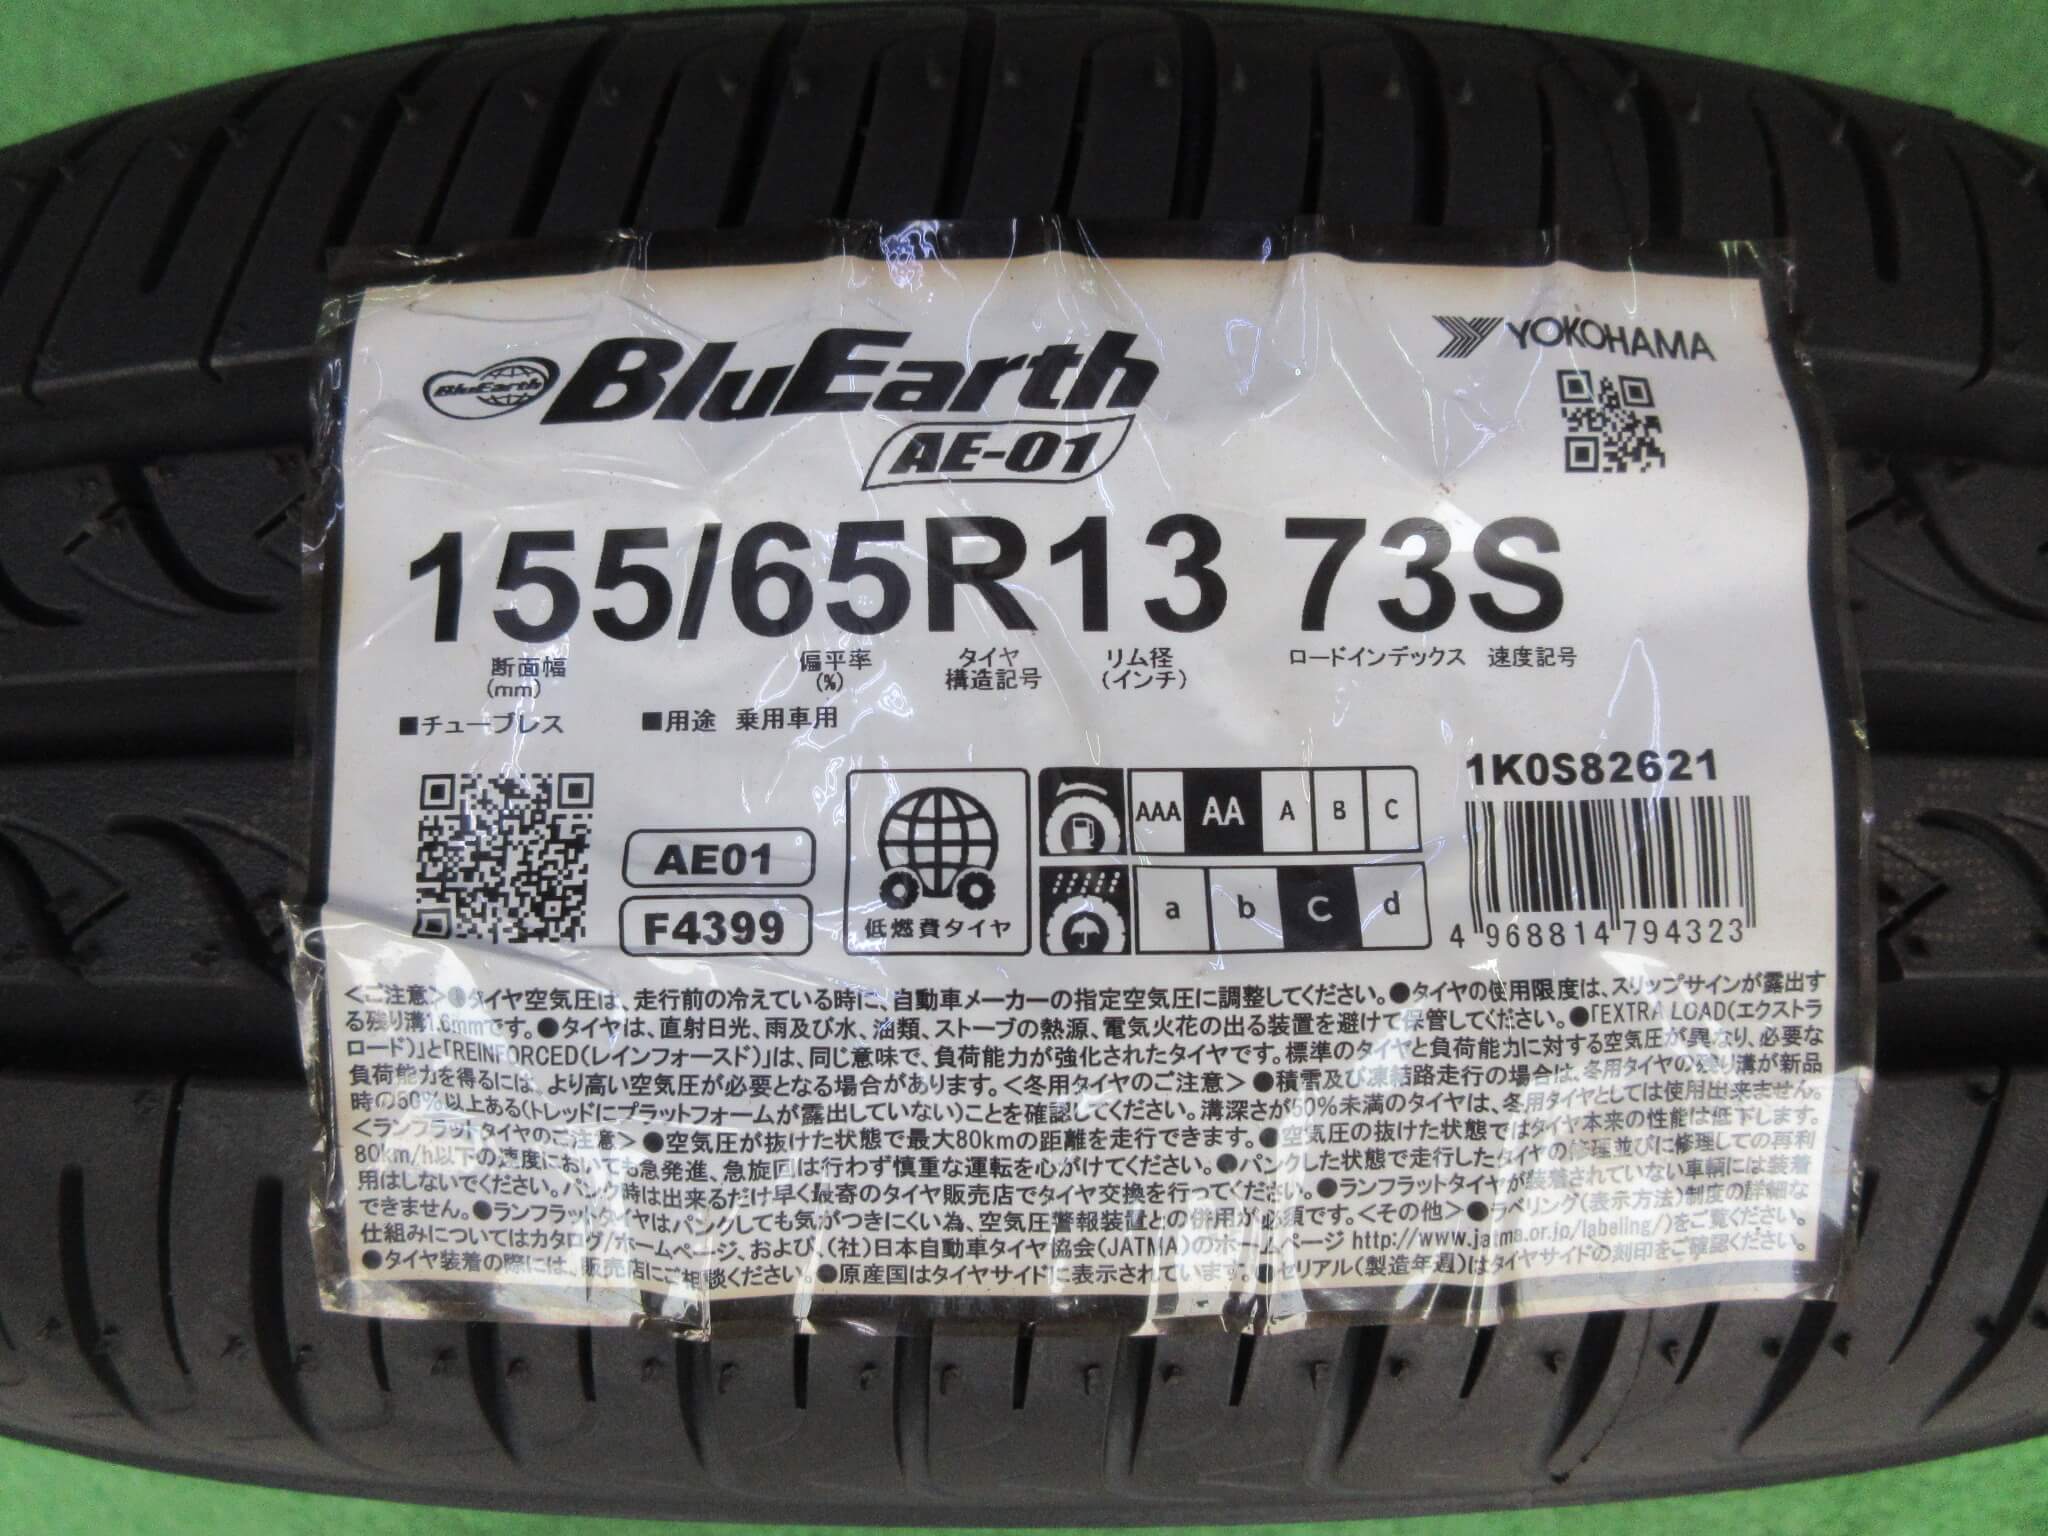 BluEarth BluEarth
YOKOHAMA
AE-01
155/65R13 73S
断面幅 偏平率 タイヤ リム径 ロードインデックス 速度記号
(mm) (%) 構造記号 (インチ)
■チューブレス ■用途 乗用車用
1K0S82621
AAA AA A B C
AE01
a b c d
F4399
低燃費タイヤ
4 968814 794323
<ご注意>●タイヤ空気圧は、走行前の冷えている時に、自動車メーカーの指定空気圧に調整してください。●タイヤの使用限度は、スリップサインが露出す
る残り溝1.6mmです。●タイヤは、直射日光、雨及び水、油類、ストーブの熱源、電気火花の出る装置を避けて保管してください。●「EXTRA LOAD(エクストラ
ロード)」と「REINFORCED(レインフォースド)」は、同じ意味で、負荷能力が強化されたタイヤです。標準のタイヤと負荷能力に対する空気圧が異なり、必要な
負荷能力を得るには、より高い空気圧が必要となる場合があります。<冬用タイヤのご注意>●積雪及び凍結路走行の場合は、冬用タイヤの残り溝が新品
時の50%以上ある(トレッドにプラットフォームが露出していない)ことを確認してください。溝深さが50%未満のタイヤは、冬用タイヤとしては使用出来ません。
<ランフラットタイヤのご注意>●空気圧が抜けた状態で最大80kmの距離を走行できます。●空気圧の抜けた状態ではタイヤ本来の性能は低下します。
80km/h以下の速度においても急発進、急旋回は行わず慎重な運転を心がけてください。●パンクした状態で走行したタイヤの修理並びに修理しての再利
用はしないでください。パンク時は出来るだけ早く最寄のタイヤ販売店でタイヤ交換を行ってください。●ランフラットタイヤが装着されていない車輌には装着
できません。●ランフラットタイヤはパンクしても気がつきにくい為、空気圧警報装置との併用が必須です。<その他>●ラベリング(表示方法)制度の詳細な
仕組みについてはカタログ/ホームページ、および、(社)日本自動車タイヤ協会(JATMA)のホームページ http://www.jatma.or.jp/labeling/)をご覧ください。
●タイヤ装着の際には、販売店にご相談ください。●原産国はタイヤサイドに表示されています。●セリアル(製造年週)はタイヤサイドの刻印をご確認ください。